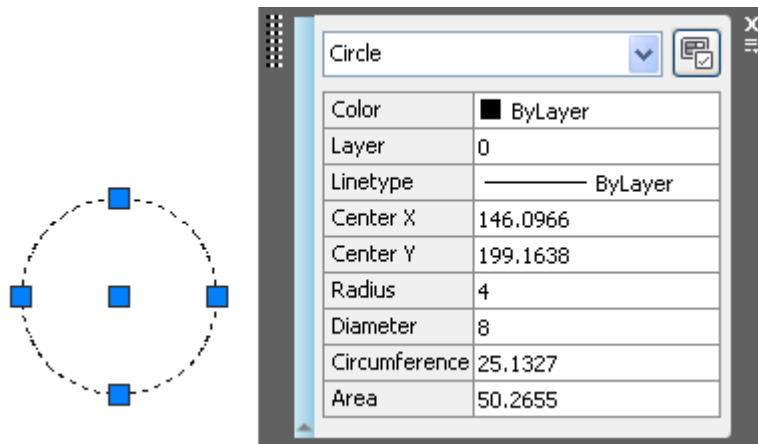 Circle
Color ByLayer
Layer 0
Linetype ByLayer
Center X 146.0966
Center Y 199.1638
Radius 4
Diameter 8
Circumference 25.1327
Area 50.2655